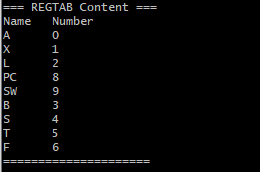 === REGTAB Content ===
Name Number
A 0
X 1
L 2
PC 8
SW 9
B 3
S 4
T 5
F 6
=====================